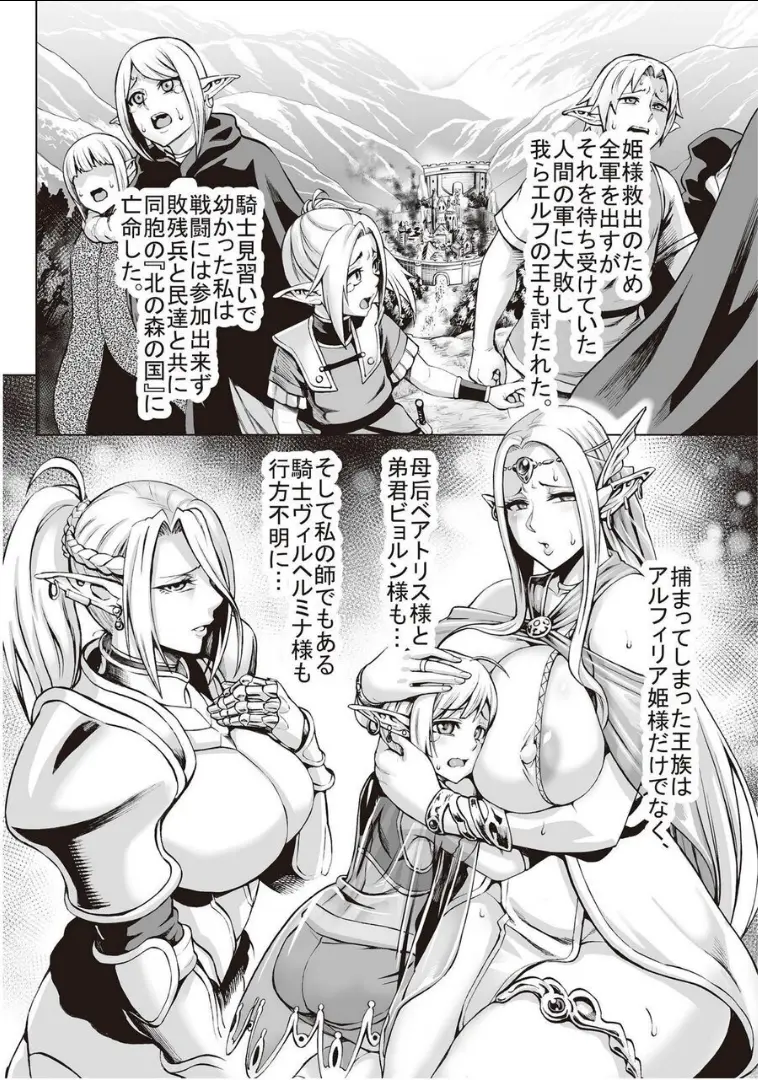 姫様救出のため
全軍を出すが
それを待ち受けていた
人間の軍に大敗し
我らエルフの王も討たれた。
騎士見習いで
幼かった私は
戦闘には参加出来ず
敗残兵と民達と共に
同胞の『北の森の国』に
亡命した。
捕まってしまった王族は
アルフィリア姫様だけでなく、
母后ベアトリス様と
弟君ビョルン様も…、
そして私の師でもある
騎士ヴィルヘルミナ様も
行方不明に…